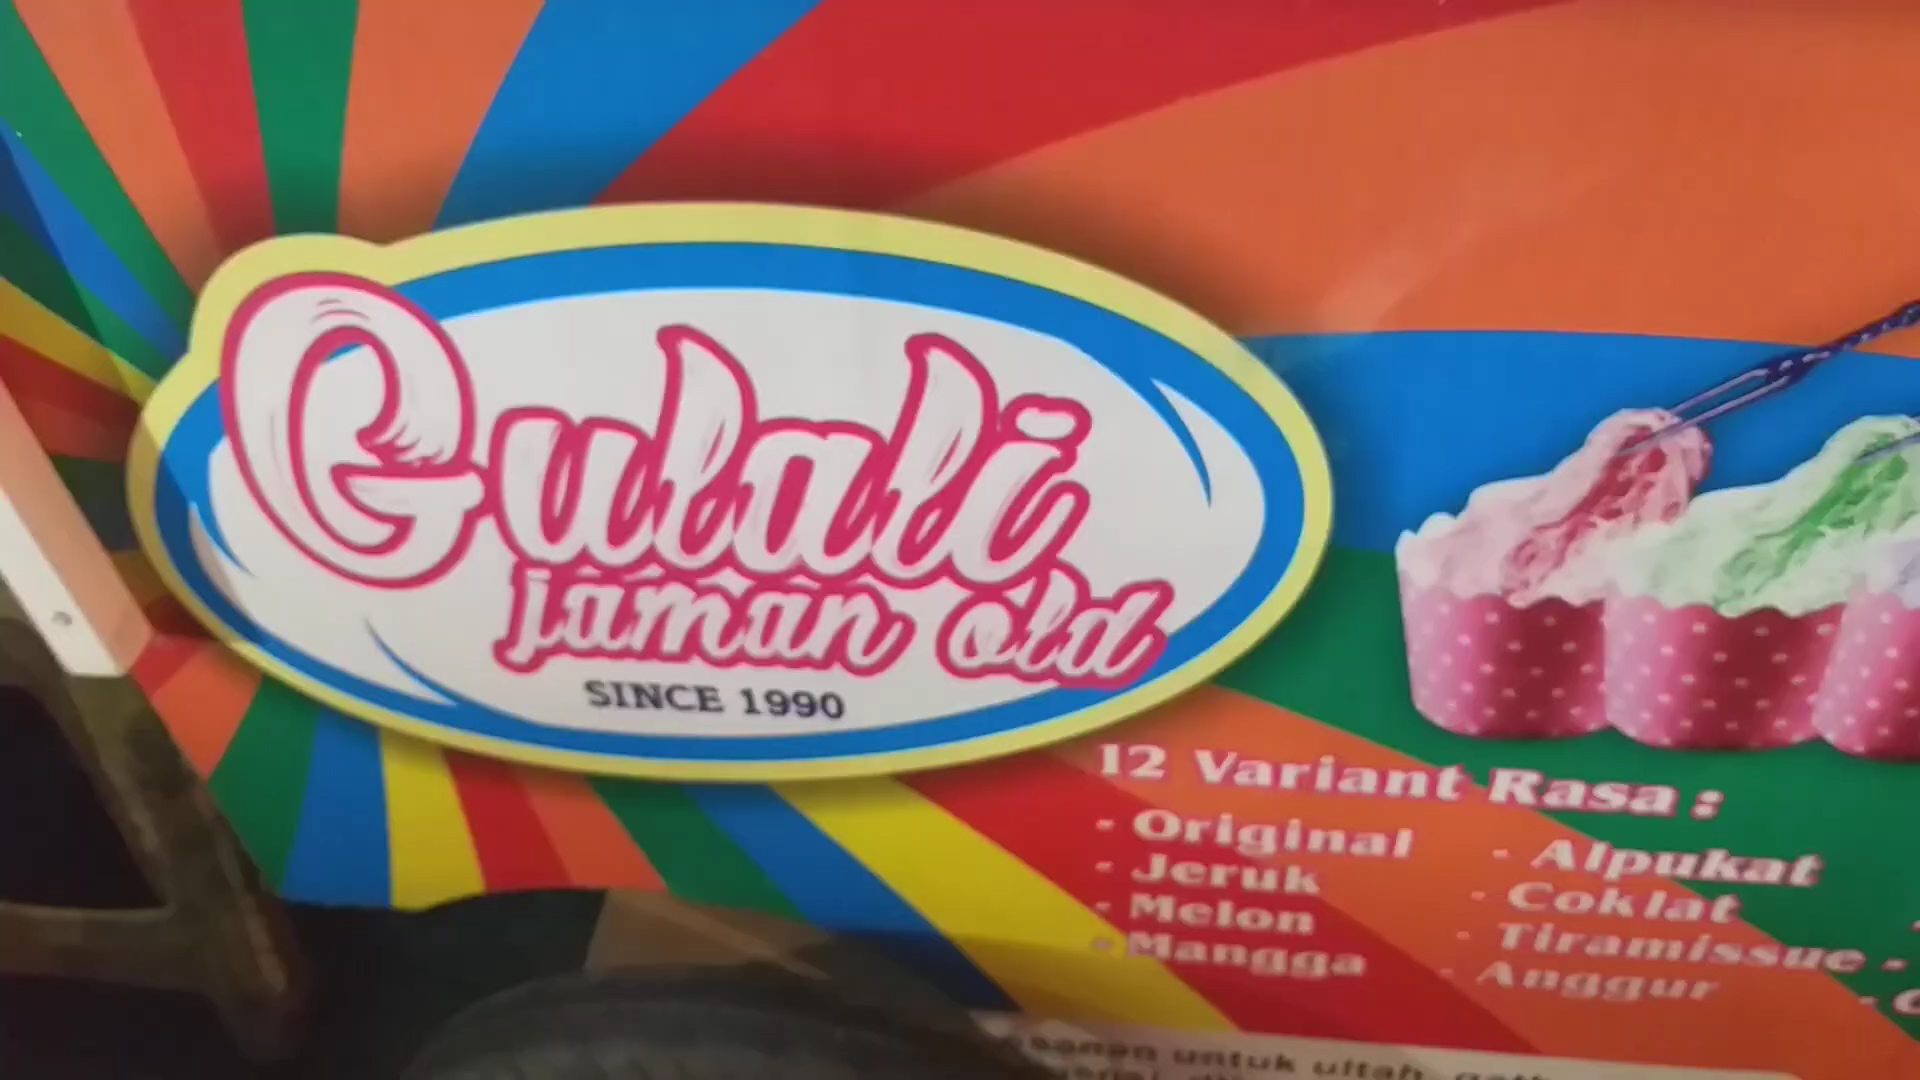 Gulali
jaman old
SINCE 1990
12 Variant Rasa :
- Original
- Jeruk
- Melon
- Mangga
- Alpukat
- Coklat
- Tiramissue
- Anggur
untuk ultah,